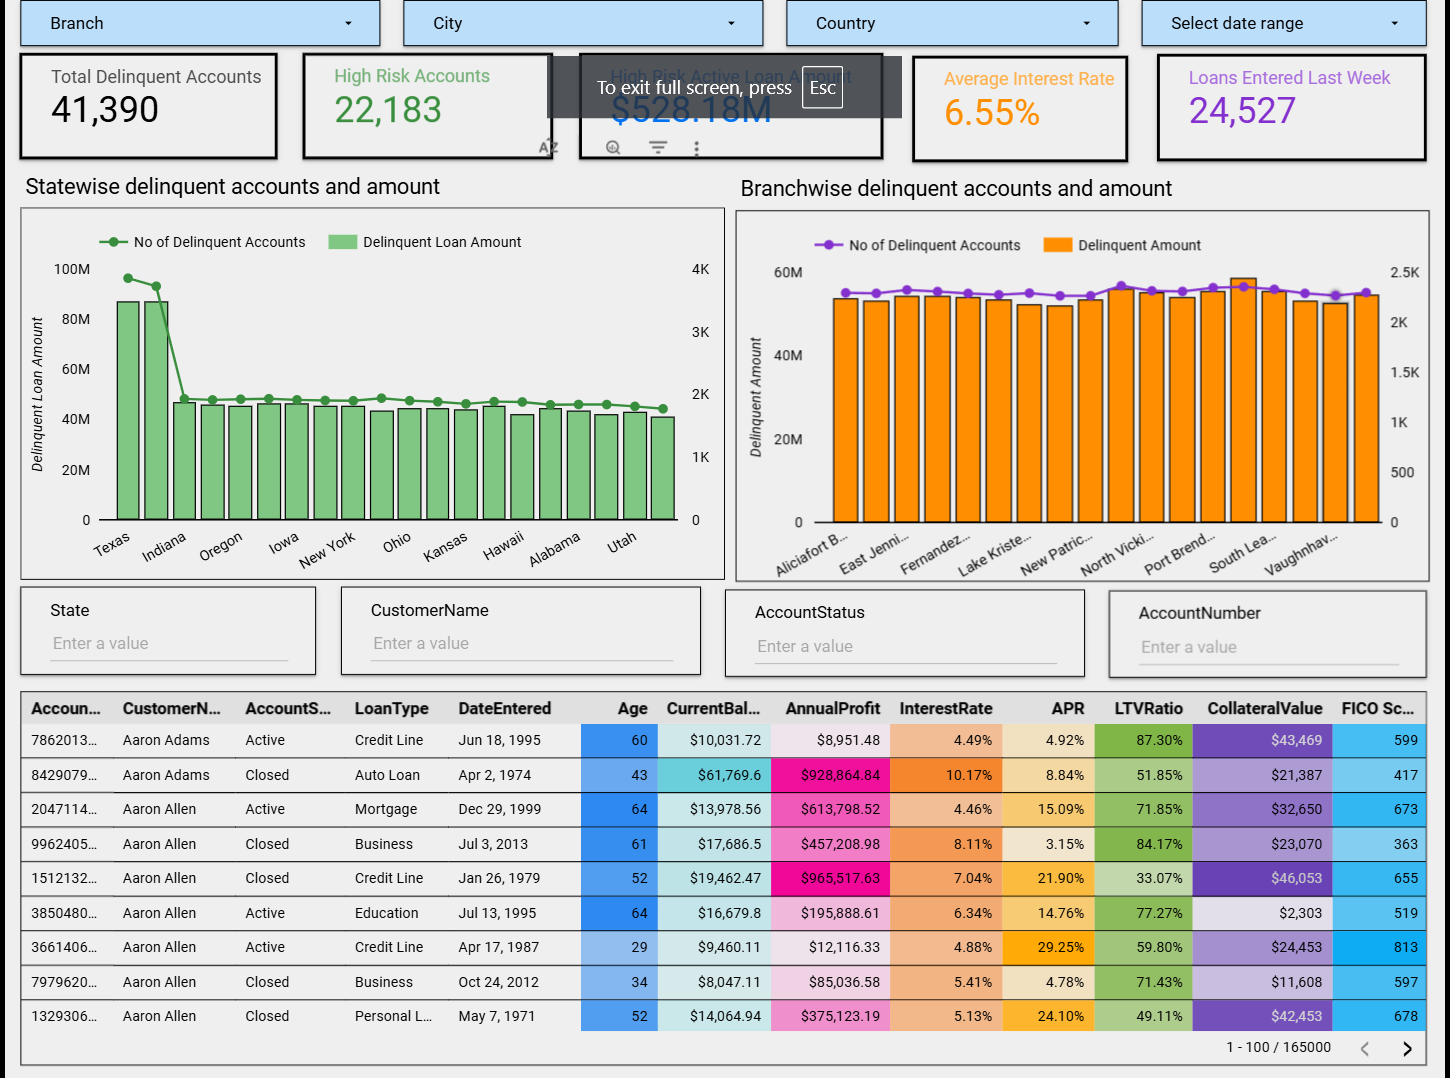 Branch
City
Country
Select date range
Total Delinquent Accounts
41,390
High Risk Accounts
22,183
High Risk Active Loan Amount
$528.18M
To exit full screen, press Esc
Average Interest Rate
6.55%
Loans Entered Last Week
24,527
AZ
Statewise delinquent accounts and amount
No of Delinquent Accounts Delinquent Loan Amount
Delinquent Loan Amount
100M
80M
60M
40M
20M
0
4K
3K
2K
1K
0
Texas Indiana Oregon Iowa New York Ohio Kansas Hawaii Alabama Utah
Branchwise delinquent accounts and amount
No of Delinquent Accounts Delinquent Amount
Delinquent Amount
60M
40M
20M
0
2.5K
2K
1.5K
1K
500
0
Aliciafort B... East Jenni... Fernandez... Lake Kriste... New Patric... North Vicki... Port Brend... South Lea... Vaughnhav...
State
Enter a value
CustomerName
Enter a value
AccountStatus
Enter a value
AccountNumber
Enter a value
Accoun... CustomerN... AccountS... LoanType DateEntered Age CurrentBal... AnnualProfit InterestRate APR LTVRatio CollateralValue FICO Sc...
7862013... Aaron Adams Active Credit Line Jun 18, 1995 60 $10,031.72 $8,951.48 4.49% 4.92% 87.30% $43,469 599
8429079... Aaron Adams Closed Auto Loan Apr 2, 1974 43 $61,769.6 $928,864.84 10.17% 8.84% 51.85% $21,387 417
2047114... Aaron Allen Active Mortgage Dec 29, 1999 64 $13,978.56 $613,798.52 4.46% 15.09% 71.85% $32,650 673
9962405... Aaron Allen Closed Business Jul 3, 2013 61 $17,686.5 $457,208.98 8.11% 3.15% 84.17% $23,070 363
1512132... Aaron Allen Closed Credit Line Jan 26, 1979 52 $19,462.47 $965,517.63 7.04% 21.90% 33.07% $46,053 655
3850480... Aaron Allen Active Education Jul 13, 1995 64 $16,679.8 $195,888.61 6.34% 14.76% 77.27% $2,303 519
3661406... Aaron Allen Active Credit Line Apr 17, 1987 29 $9,460.11 $12,116.33 4.88% 29.25% 59.80% $24,453 813
7979620... Aaron Allen Closed Business Oct 24, 2012 34 $8,047.11 $85,036.58 5.41% 4.78% 71.43% $11,608 597
1329306... Aaron Allen Closed Personal L... May 7, 1971 52 $14,064.94 $375,123.19 5.13% 24.10% 49.11% $42,453 678
1 - 100 / 165000